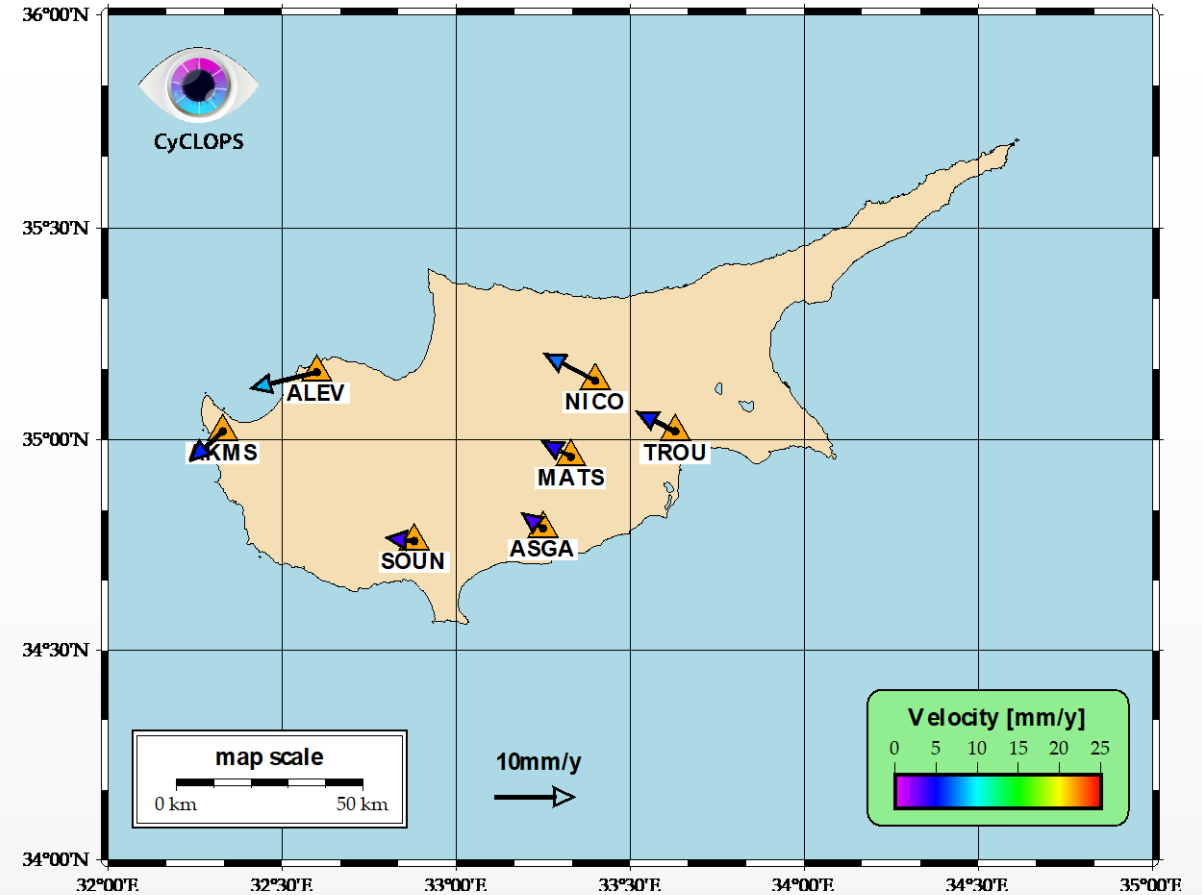 36°00'N
CyCLOPS
35°30'N
ALEV
NICO
35°00'N
AKMS
TROU
MATS
ASGA
SOUN
34°30'N
Velocity [mm/y]
0 5 10 15 20 25
map scale
0 km 50 km
10mm/y
34°00'N
32°00'E 32°30'E 33°00'E 33°30'E 34°00'E 34°30'E 35°00'E